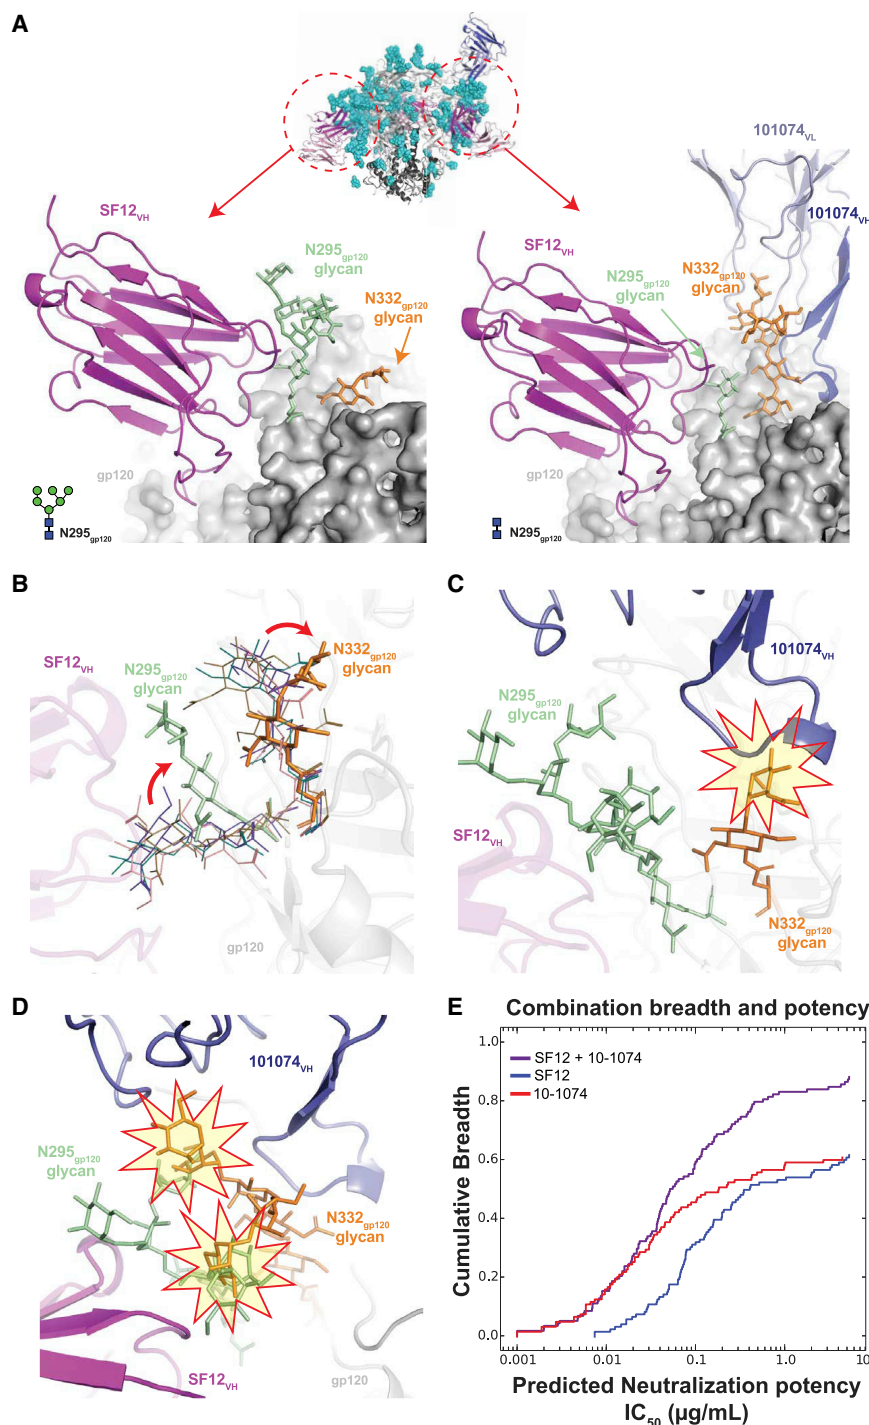 A
101074VL
101074VH
SF12VH
N295gp120
glycan
N332gp120
glycan
gp120
N295gp120
SF12VH
N295gp120
glycan
N332gp120
glycan
gp120
N295gp120
B
SF12VH
N295gp120
glycan
N332gp120
glycan
gp120
C
101074VH
N295gp120
glycan
SF12VH
N332gp120
glycan
D
101074VH
N295gp120
glycan
N332gp120
glycan
SF12VH
gp120
E
Combination breadth and potency
SF12 + 10-1074
SF12
10-1074
Cumulative Breadth
1.0
0.8
0.6
0.4
0.2
0.0
0.001
0.01
0.1
1.0
10
Predicted Neutralization potency
IC50 (µg/mL)